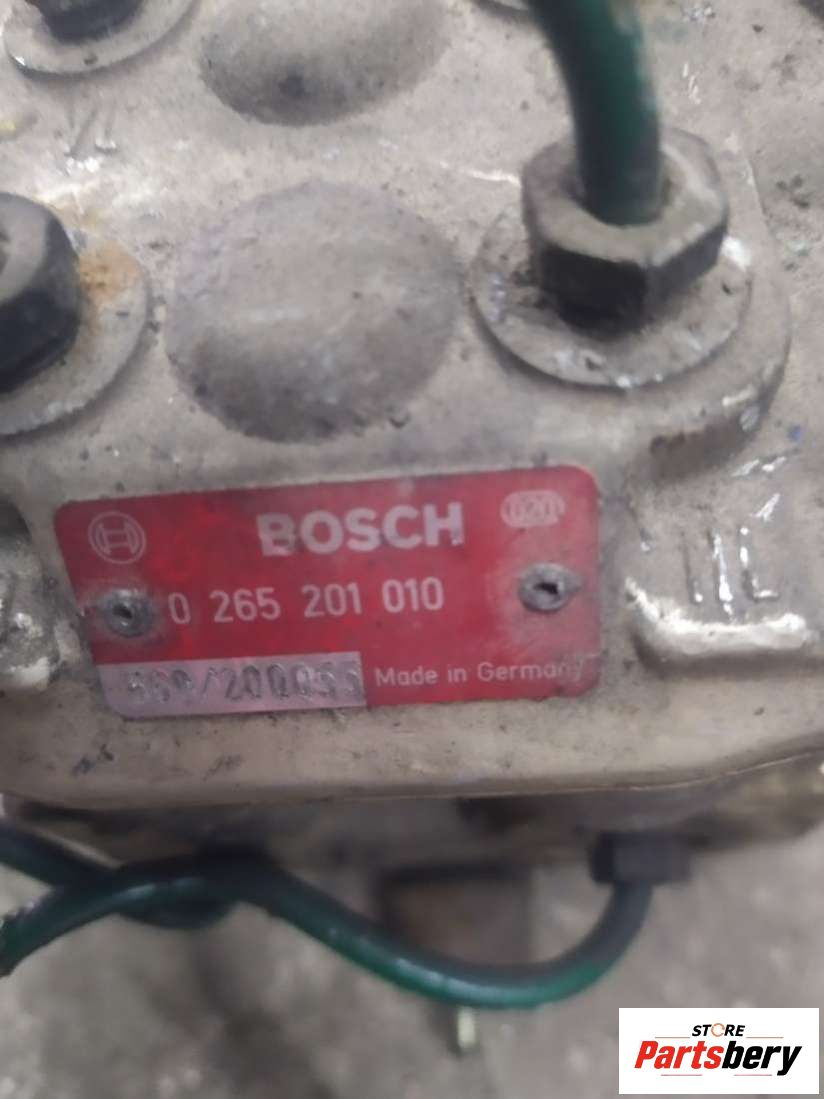 BOSCH
0 265 201 010
Made in Germany
STORE
Partsbery